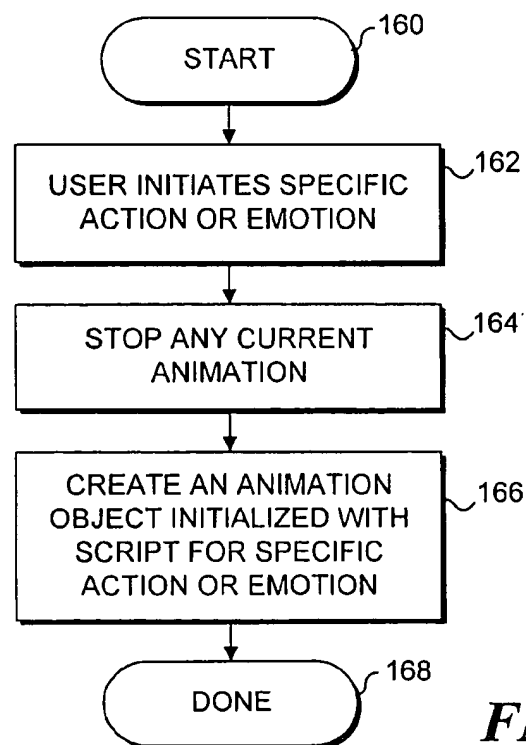 START
160
USER INITIATES SPECIFIC
ACTION OR EMOTION
162
STOP ANY CURRENT
ANIMATION
164
CREATE AN ANIMATION
OBJECT INITIALIZED WITH
SCRIPT FOR SPECIFIC
ACTION OR EMOTION
166
DONE
168